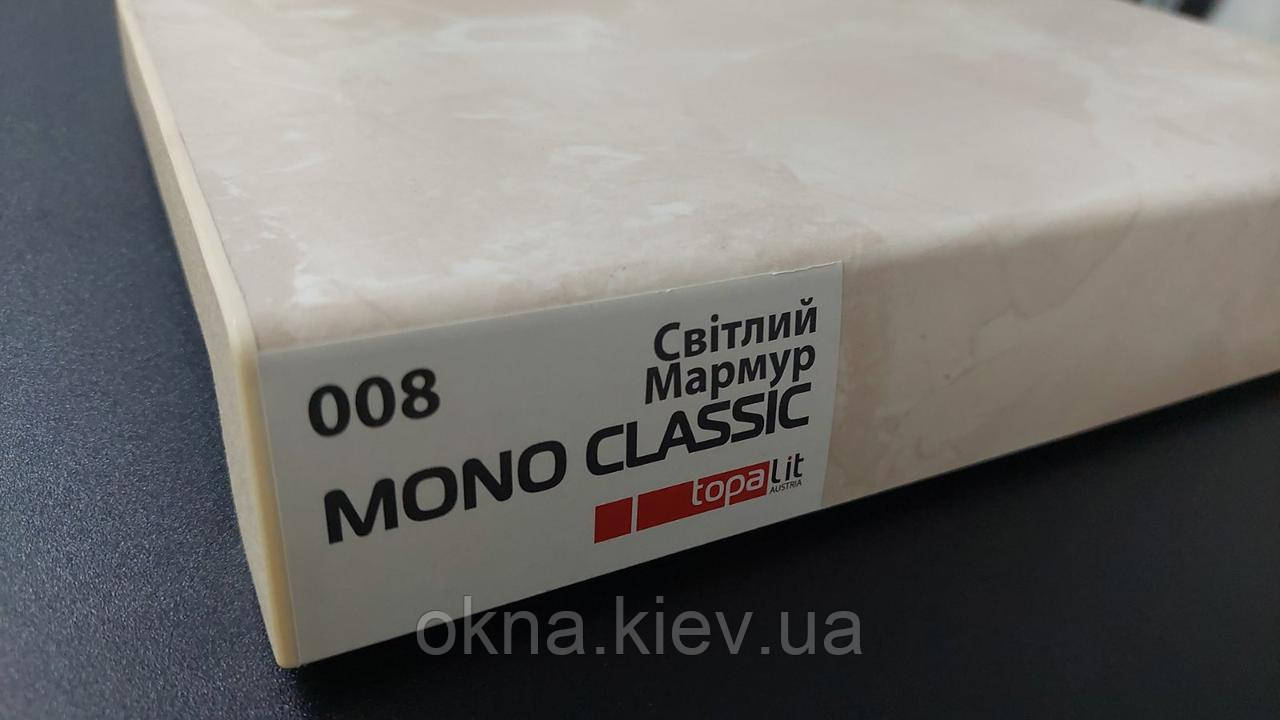 008
Світлий
Мармур
MONO CLASSIC
topalit
AUSTRIA
okna.kiev.ua